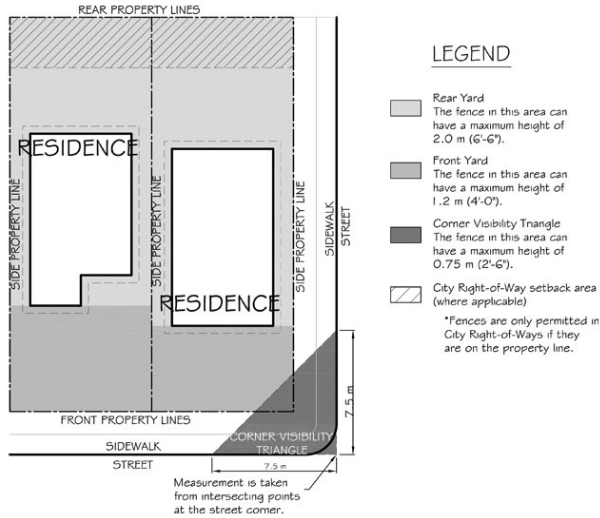 REAR PROPERTY LINES
RESIDENCE
SIDE PROPERTY LINE
SIDE PROPERTY LINE
SIDE PROPERTY LINE
SIDEWALK
STREET
RESIDENCE
FRONT PROPERTY LINES
SIDEWALK
STREET
CORNER VISIBILITY
TRIANGLE
7.5 m
7.5 m
Measurement is taken
from intersecting points
at the street corner.
LEGEND
Rear Yard
The fence in this area can
have a maximum height of
2.0 m (6'-6").
Front Yard
The fence in this area can
have a maximum height of
1.2 m (4'-0").
Corner Visibility Triangle
The fence in this area can
have a maximum height of
0.75 m (2'-6").
City Right-of-Way setback area
(where applicable)
*Fences are only permitted in
City Right-of-Ways if they
are on the property line.